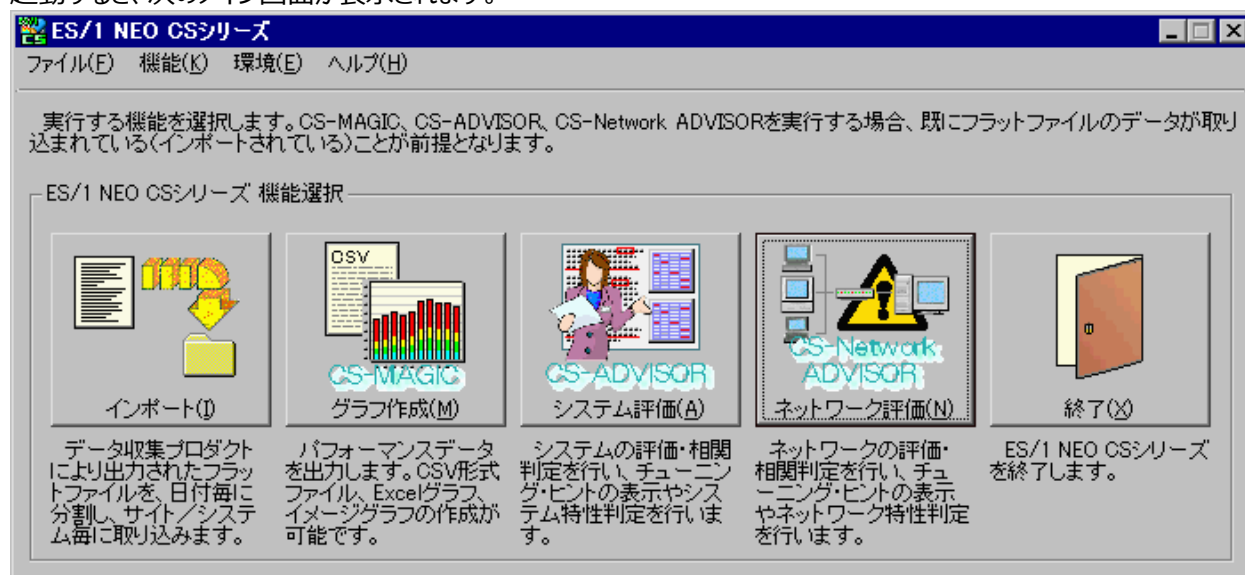 起動すると、次のメイン画面が表示されます。
ES/1 NEO CSシリーズ
ファイル(F) 機能(K) 環境(E) ヘルプ(H)
実行する機能を選択します。CS-MAGIC、CS-ADVISOR、CS-Network ADVISORを実行する場合、既にフラットファイルのデータが取り
込まれている(インポートされている)ことが前提となります。
ES/1 NEO CSシリーズ 機能選択
インポート(I)
データ収集プロダクト
により出力されたフラッ
トファイルを、日付毎に
分割し、サイト/システ
ム毎に取り込みます。
CSV
CS-MAGIC
グラフ作成(M)
パフォーマンスデータ
を出力します。CSV形式
ファイル、Excelグラフ、
イメージグラフの作成が
可能です。
CS-ADVISOR
システム評価(A)
システムの評価・相関
判定を行い、チューニン
グ・ヒントの表示やシス
テム特性判定を行いま
す。
CS-Network
ADVISOR
ネットワーク評価(N)
ネットワークの評価・
相関判定を行い、チュ
ーニング・ヒントの表示
やネットワーク特性判定
を行います。
終了(X)
ES/1 NEO CSシリーズ
を終了します。